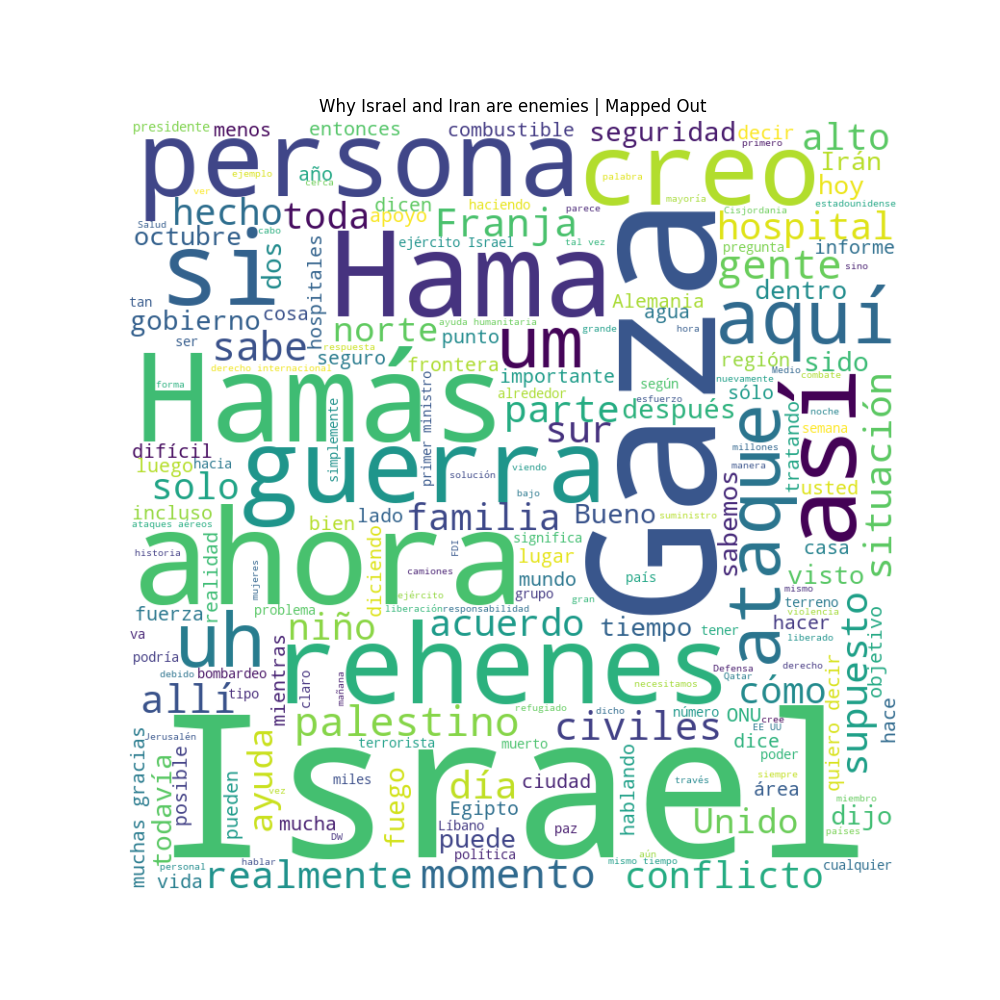 Why Israel and Iran are enemies | Mapped Out
presidente
menos
entonces
combustible
seguridad
decir
primero
alto
persona
creo
ejemplo
año
cerca
ver
palabra
Irán
hoy
mayoría
estadounidense
Salud
hecho
toda
apoyo
dicen
haciendo
parece
Cisjordania
cabo
Franja
hospital
octubre
dos
hospitales
ejército Israel
tal vez
pregunta
informe
si
Hama
Gaza
gente
sino
tan
cosa
Alemania
dentro
gobierno
ser
sabe
norte
ayuda humanitaria
punto
um
grande
agua
hora
aquí
respuesta
seguro
derecho internacional
frontera
región
sido
Medio
forma
Hamás
importante
según
nuevamente
combate
primer ministro
alrededor
esfuerzo
sólo
simplemente
parte
después
noche
así
situación
sur
tratando
semana
difícil
luego
hacia
guerra
solución
viendo
millones
manera
ataque
solo
bajo
sabemos
usted
incluso
ataques aéreos
bien
lado
familia
Bueno
suministro
realidad
diciendo
significa
casa
historia
ahora
FDI
lugar
mujeres
camiones
mundo
país
visto
mismo
grupo
gran
ejército
fuerza
problema
liberación
responsabilidad
terreno
violencia
uh
niño
acuerdo
tiempo
tener
hacer
liberado
va
podría
mientras
rehenes
supuesto
objetivo
debido
bombardeo
claro
mañana
Defensa
Qatar
derecho
necesitamos
allí
tipo
cómo
quiero decir
hace
palestino
refugiado
dicho
civiles
número
ONU
cree
EE UU
Jerusalén
muchas gracias
todavía
posible
ayuda
terrorista
muerto
dice
poder
Israel
pueden
vez
miles
fuego
día
ciudad
hablando
través
siempre
área
miembro
Egipto
mucha
DW
Líbano
puede
paz
Unido
dijo
países
política
personal
hablar
aún
mismo tiempo
cualquier
vida
realmente
momento
conflicto